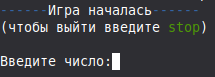 ------Игра началась------
(чтобы выйти введите stop)
Введите число: